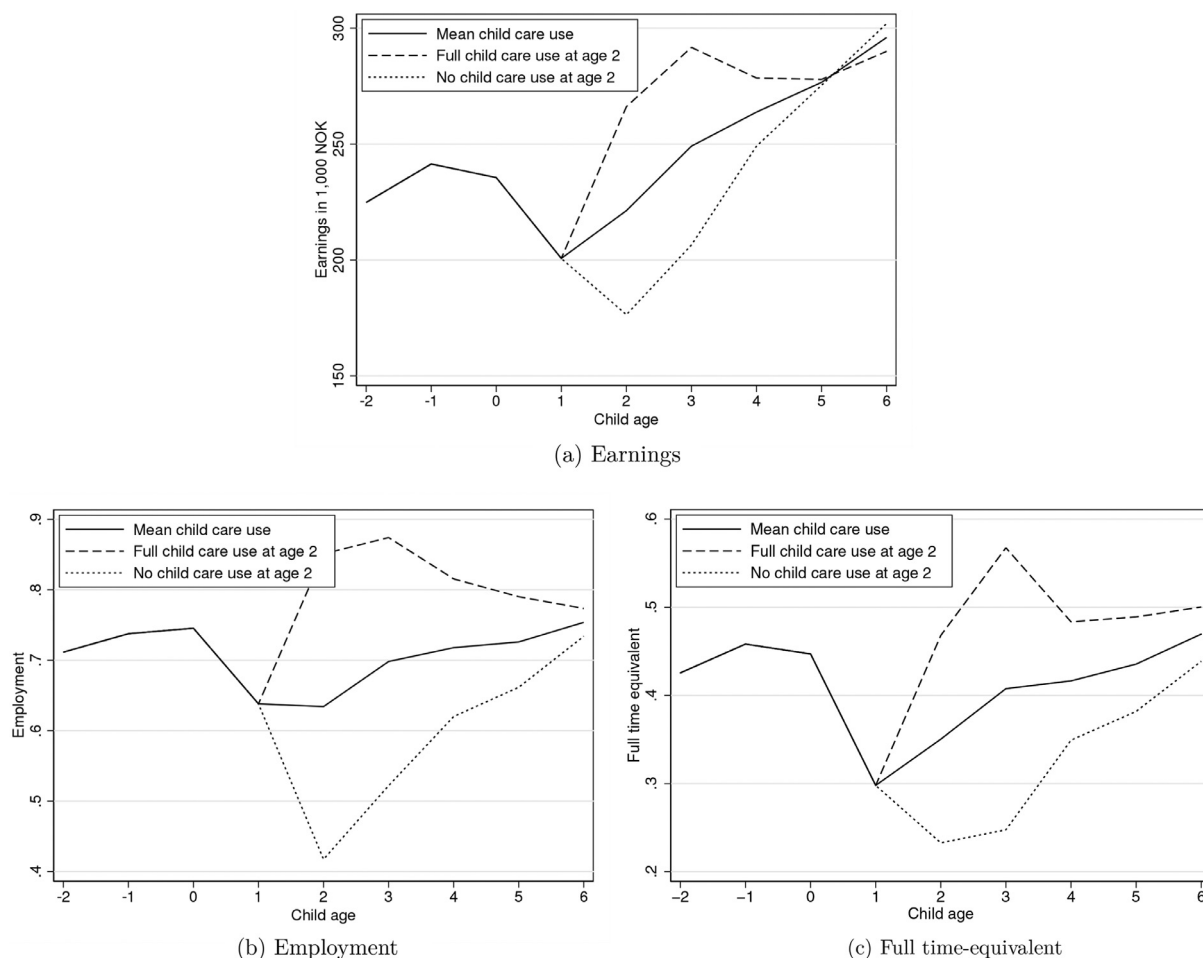 Mean child care use
Full child care use at age 2
No child care use at age 2
300
250
200
150
Earnings in 1,000 NOK
-2 -1 0 1 2 3 4 5 6
Child age
(a) Earnings
Mean child care use
Full child care use at age 2
No child care use at age 2
.9
.8
.7
.6
.5
.4
Employment
-2 -1 0 1 2 3 4 5 6
Child age
(b) Employment
Mean child care use
Full child care use at age 2
No child care use at age 2
.6
.5
.4
.3
.2
Full time equivalent
−2 −1 0 1 2 3 4 5 6
Child age
(c) Full time-equivalent